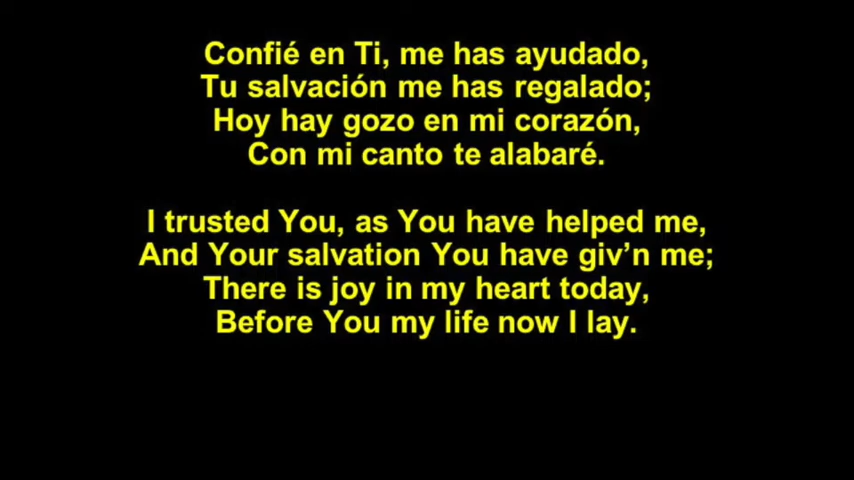 Confié en Ti, me has ayudado,
Tu salvación me has regalado;
Hoy hay gozo en mi corazón,
Con mi canto te alabaré.
I trusted You, as You have helped me,
And Your salvation You have giv’n me;
There is joy in my heart today,
Before You my life now I lay.